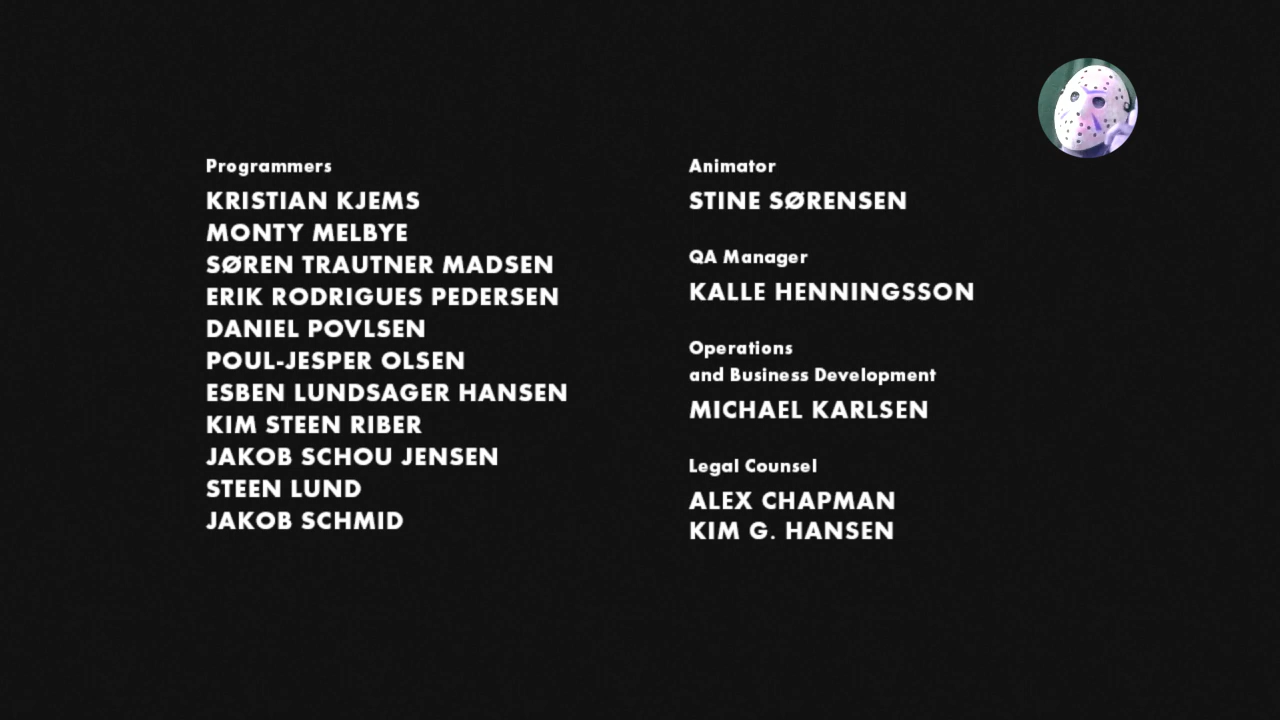 Programmers
KRISTIAN KJEMS
MONTY MELBYE
SØREN TRAUTNER MADSEN
ERIK RODRIGUES PEDERSEN
DANIEL POVLSEN
POUL-JESPER OLSEN
ESBEN LUNDSAGER HANSEN
KIM STEEN RIBER
JAKOB SCHOU JENSEN
STEEN LUND
JAKOB SCHMID
Animator
STINE SØRENSEN
QA Manager
KALLE HENNINGSSON
Operations
and Business Development
MICHAEL KARLSEN
Legal Counsel
ALEX CHAPMAN
KIM G. HANSEN